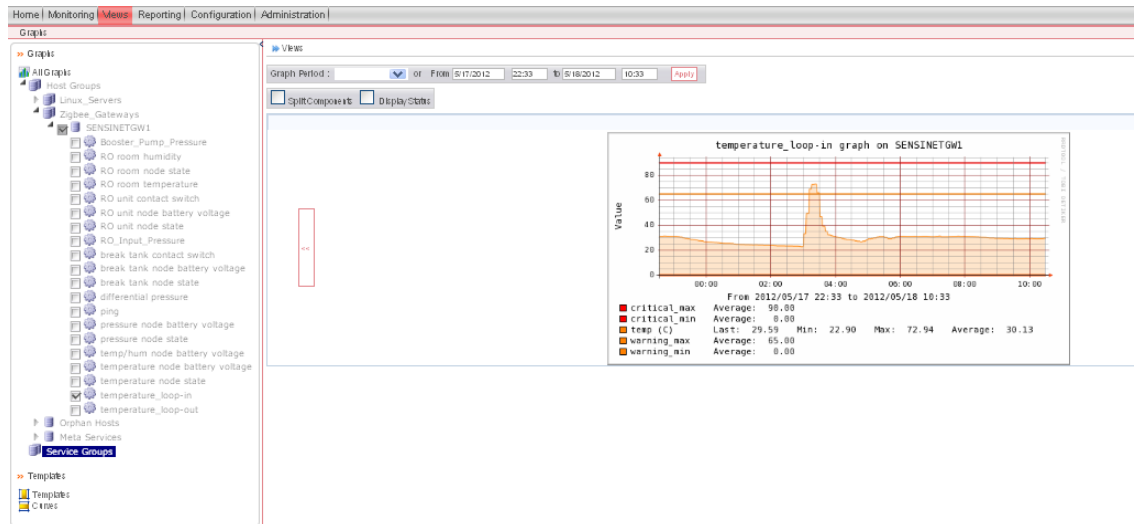 Home Monitoring Views Reporting Configuration Administration
Graphs
Graphs
All Graphs
Host Groups
Linux_Servers
Zigbee_Gateways
SENSINETGW1
Booster_Pump_Pressure
RO room humidity
RO room node state
RO room temperature
RO unit contact switch
RO unit node battery voltage
RO unit node state
RO_Input_Pressure
break tank contact switch
break tank node battery voltage
break tank node state
differential pressure
ping
pressure node battery voltage
pressure node state
temp/hum node battery voltage
temperature node battery voltage
temperature node state
temperature_loop-in
temperature_loop-out
Orphan Hosts
Meta Services
Service Groups
Templates
Templates
Curves
Views
Graph Period : or From 5/17/2012 22:33 to 5/18/2012 10:33 Apply
Split Components Display Status
<<
temperature_loop-in graph on SENSINETGW1
Value
80
60
40
20
0
00:00 02:00 04:00 06:00 08:00 10:00
From 2012/05/17 22:33 to 2012/05/18 10:33
critical_max Average: 90.00
critical_min Average: 0.00
temp (C) Last: 29.59 Min: 22.90 Max: 72.94 Average: 30.13
warning_max Average: 65.00
warning_min Average: 0.00